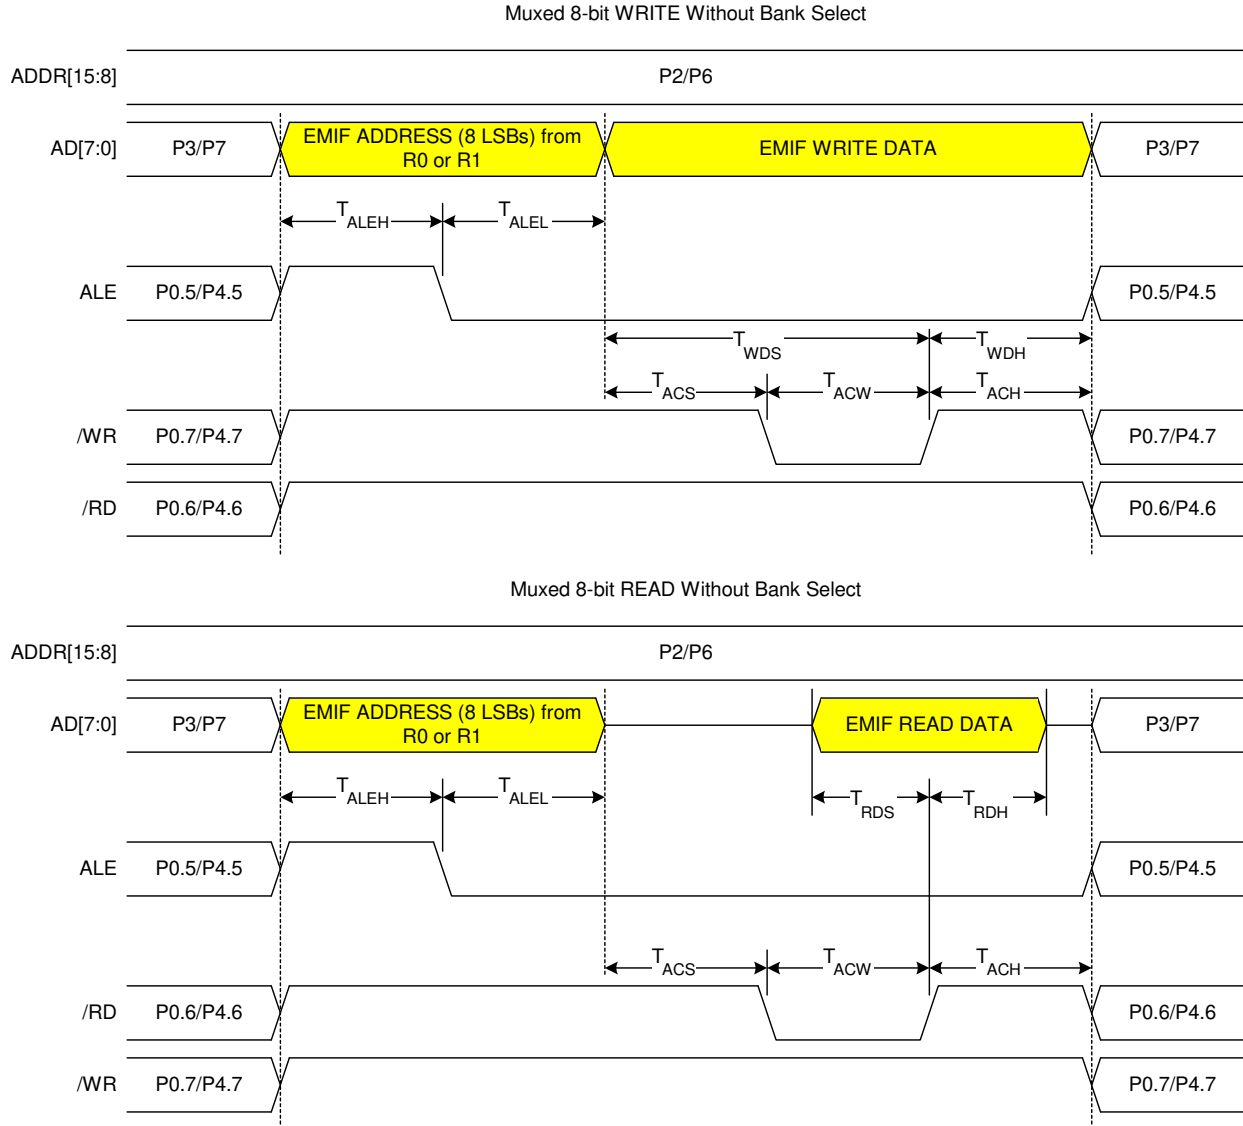 Muxed 8-bit WRITE Without Bank Select
ADDR[15:8] P2/P6
AD[7:0] P3/P7 EMIF ADDRESS (8 LSBs) from R0 or R1 EMIF WRITE DATA P3/P7
TALEH TALEL
ALE P0.5/P4.5 P0.5/P4.5
TWDS TWDH
TACS TACW TACH
/WR P0.7/P4.7 P0.7/P4.7
/RD P0.6/P4.6 P0.6/P4.6
Muxed 8-bit READ Without Bank Select
ADDR[15:8] P2/P6
AD[7:0] P3/P7 EMIF ADDRESS (8 LSBs) from R0 or R1 EMIF READ DATA P3/P7
TALEH TALEL TRDS TRDH
ALE P0.5/P4.5 P0.5/P4.5
TACS TACW TACH
/RD P0.6/P4.6 P0.6/P4.6
/WR P0.7/P4.7 P0.7/P4.7